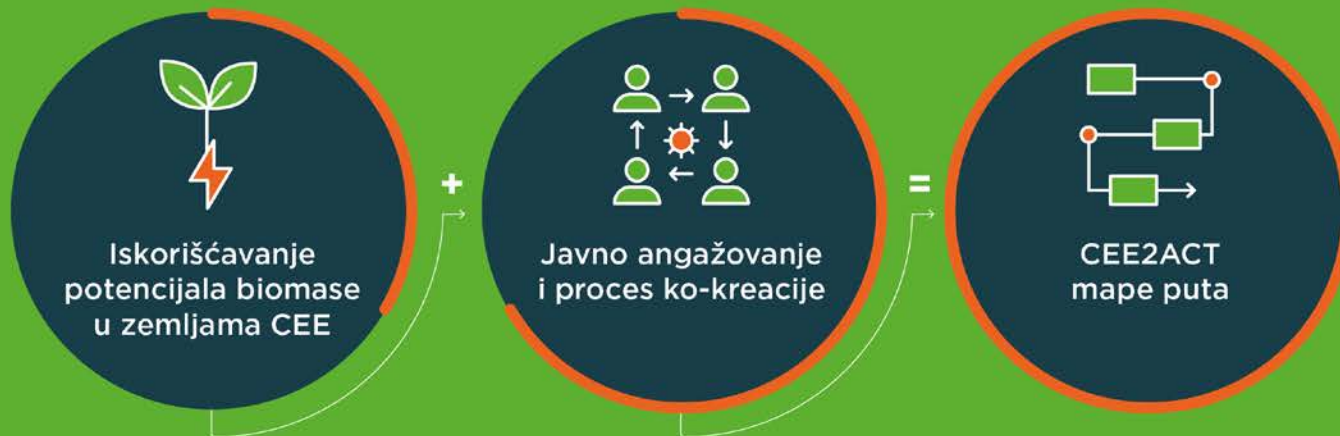 Iskorišćavanje
potencijala biomase
u zemljama CEE
+
Javno angažovanje
i proces ko-kreacije
=
CEE2ACT
mape puta